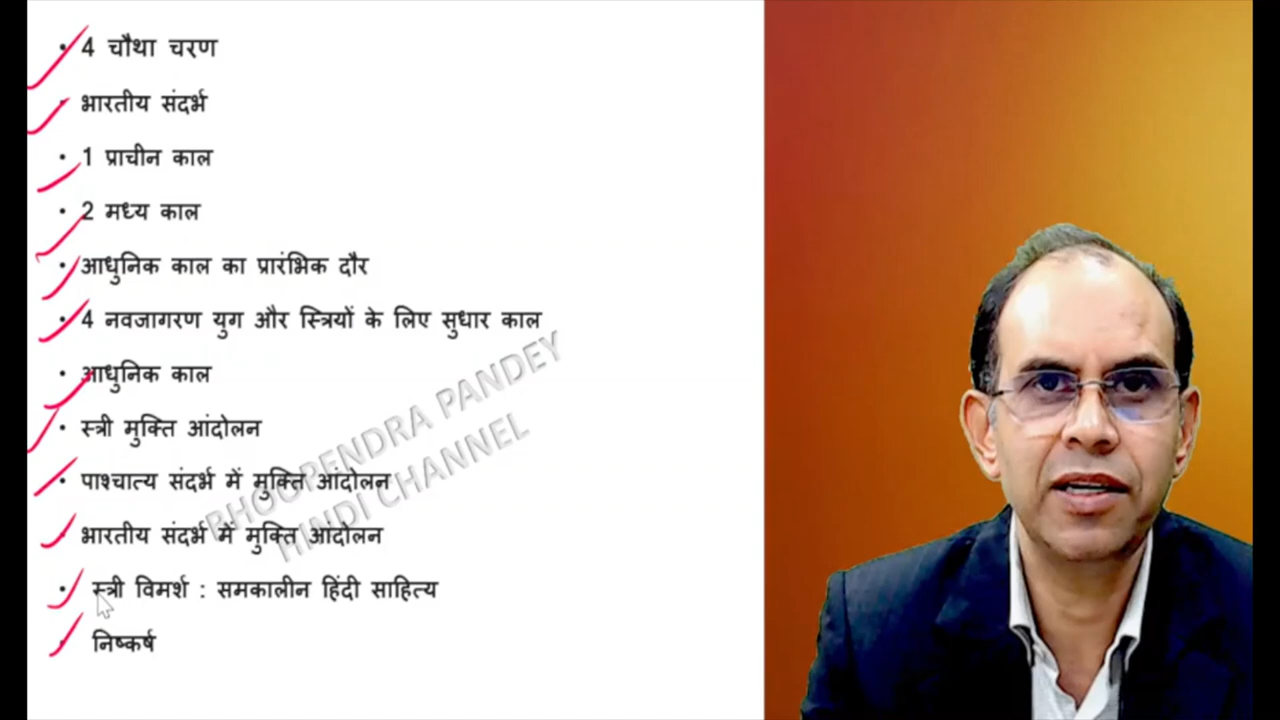 • 4 चौथा चरण
• भारतीय संदर्भ
• 1 प्राचीन काल
• 2 मध्य काल
• आधुनिक काल का प्रारंभिक दौर
• 4 नवजागरण युग और स्त्रियों के लिए सुधार काल
• आधुनिक काल
• स्त्री मुक्ति आंदोलन
• पाश्चात्य संदर्भ में मुक्ति आंदोलन
• भारतीय संदर्भ में मुक्ति आंदोलन
• स्त्री विमर्श : समकालीन हिंदी साहित्य
• निष्कर्ष
BHOOPENDRA PANDEY
HINDI CHANNEL